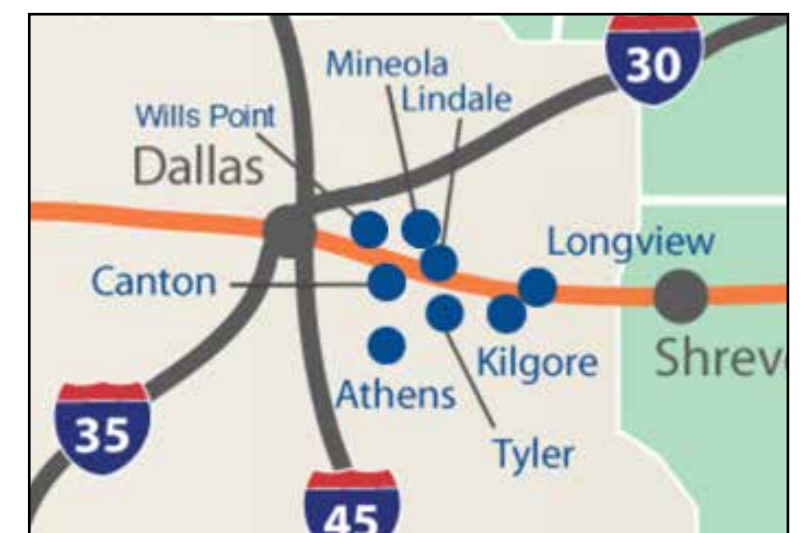 30
Mineola
Lindale
Wills Point
Dallas
Longview
Canton
Kilgore
Shrev
Athens
35
Tyler
45